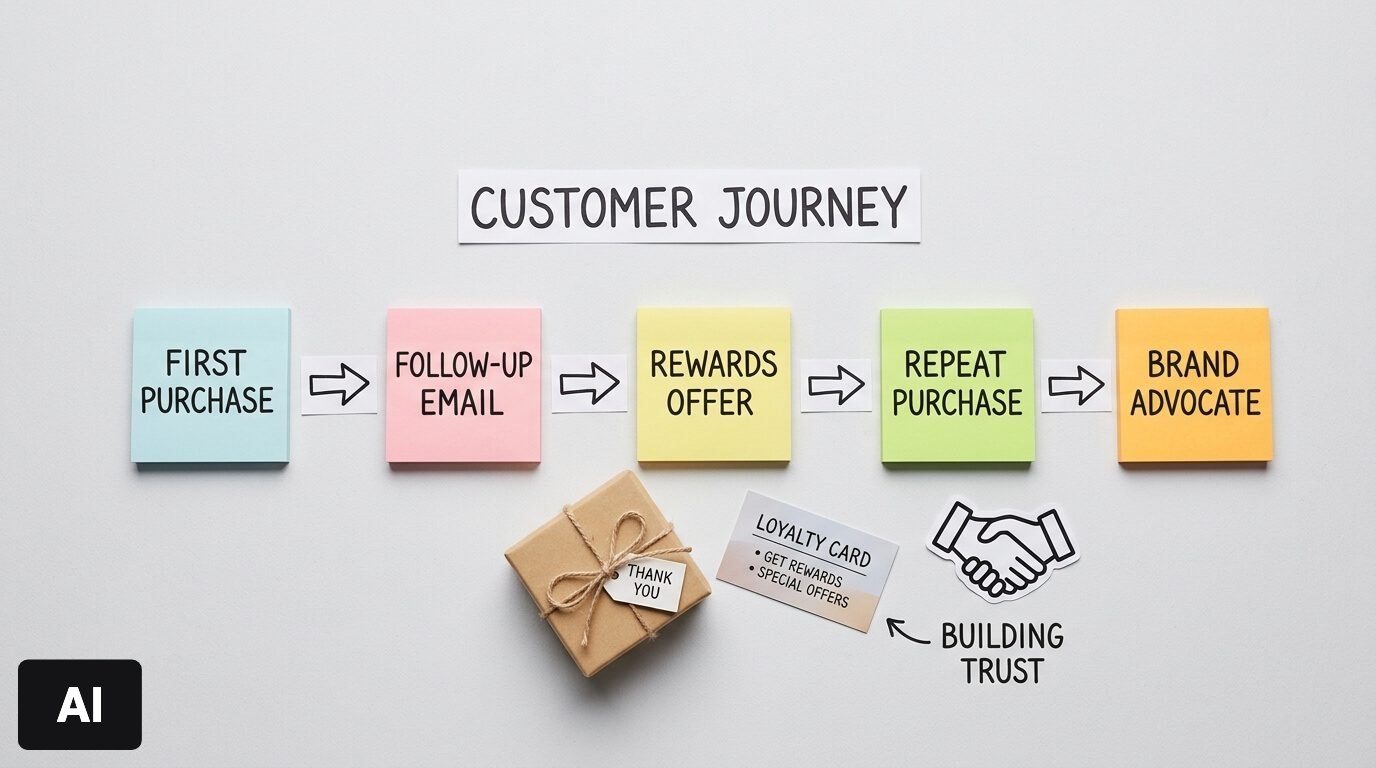 CUSTOMER JOURNEY
FIRST
PURCHASE
FOLLOW-UP
EMAIL
REWARDS
OFFER
REPEAT
PURCHASE
BRAND
ADVOCATE
THANK
YOU
LOYALTY CARD
• GET REWARDS
• SPECIAL OFFERS
BUILDING
TRUST
AI